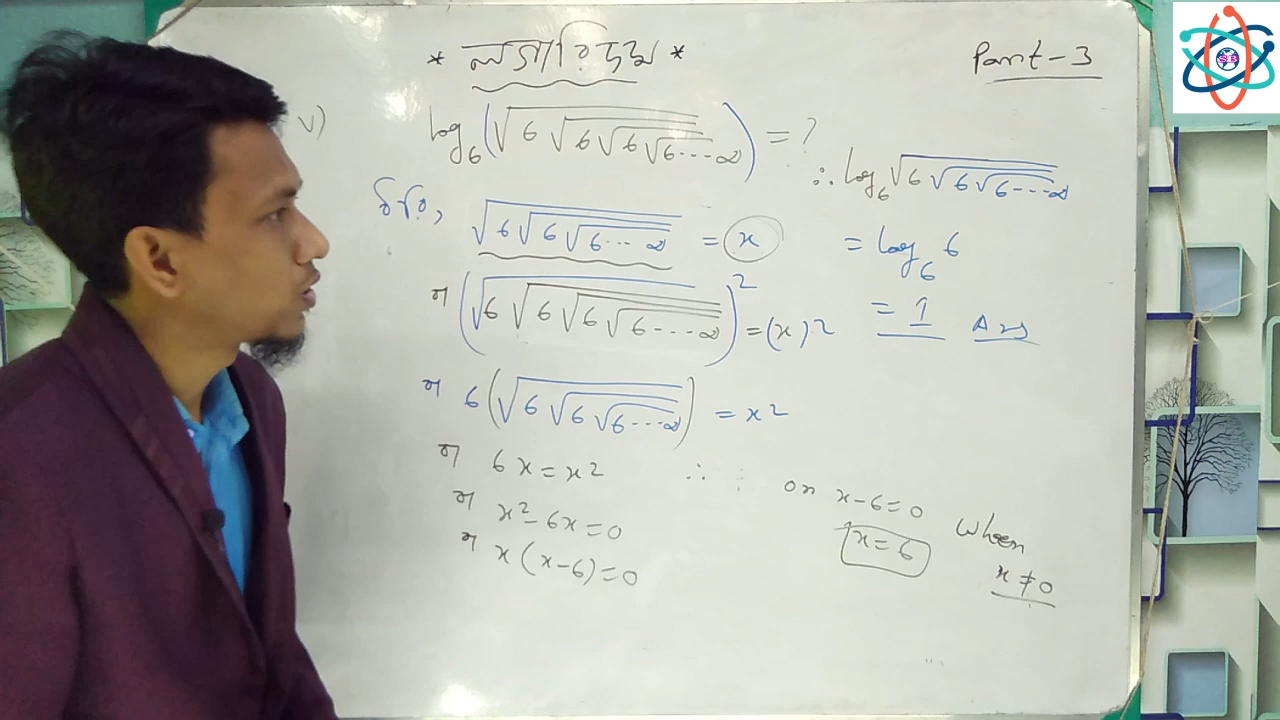 * লগারিদম *
Part-3
v) log₆(√6√6√6√6...∞) = ?
ধরি, √6√6√6...∞ = x
বা (√6√6√6√6----∞)² = (x)²
বা 6(√6√6√6...∞) = x²
বা 6x = x²
বা x² - 6x = 0
বা x(x-6) = 0
∴
or x-6=0
x=6
When
x ≠ 0
∴ log₆√6√6√6---∞
= log₆6
= 1 Ans
SB